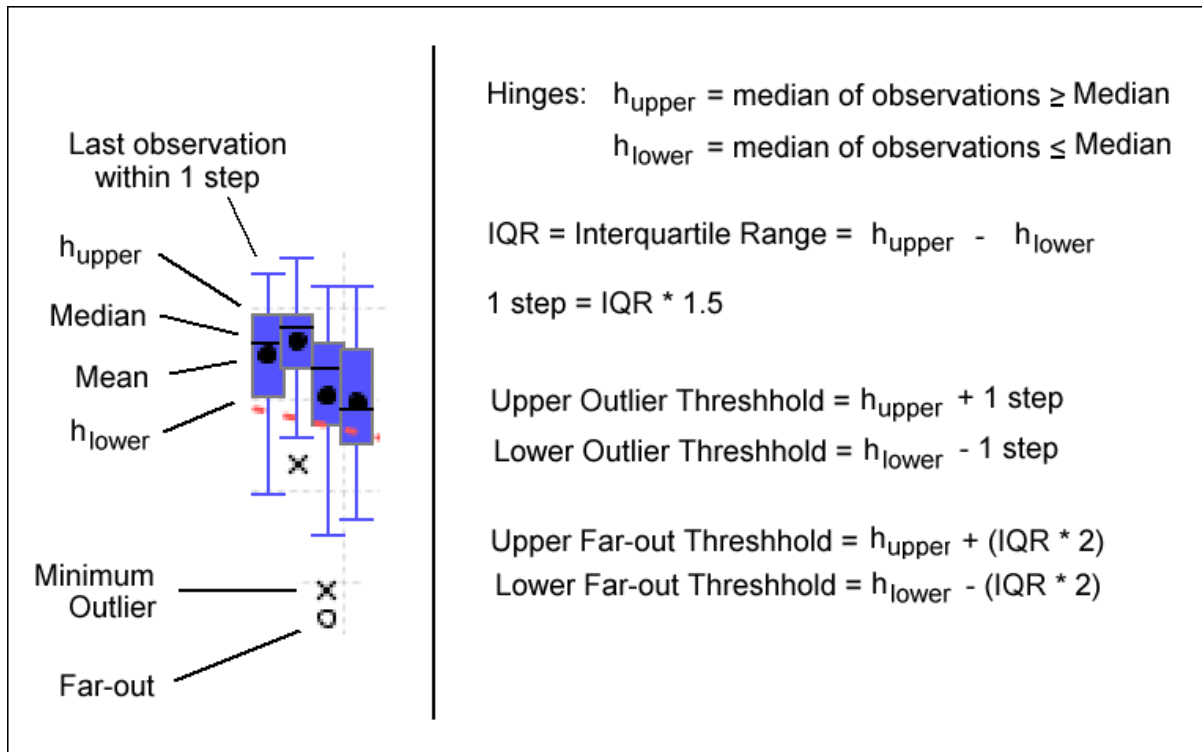 Last observation
within 1 step
hupper
Median
Mean
hlower
Minimum
Outlier
Far-out
Hinges: hupper = median of observations ≥ Median
hlower = median of observations ≤ Median
IQR = Interquartile Range = hupper - hlower
1 step = IQR * 1.5
Upper Outlier Threshhold = hupper + 1 step
Lower Outlier Threshhold = hlower - 1 step
Upper Far-out Threshhold = hupper + (IQR * 2)
Lower Far-out Threshhold = hlower - (IQR * 2)